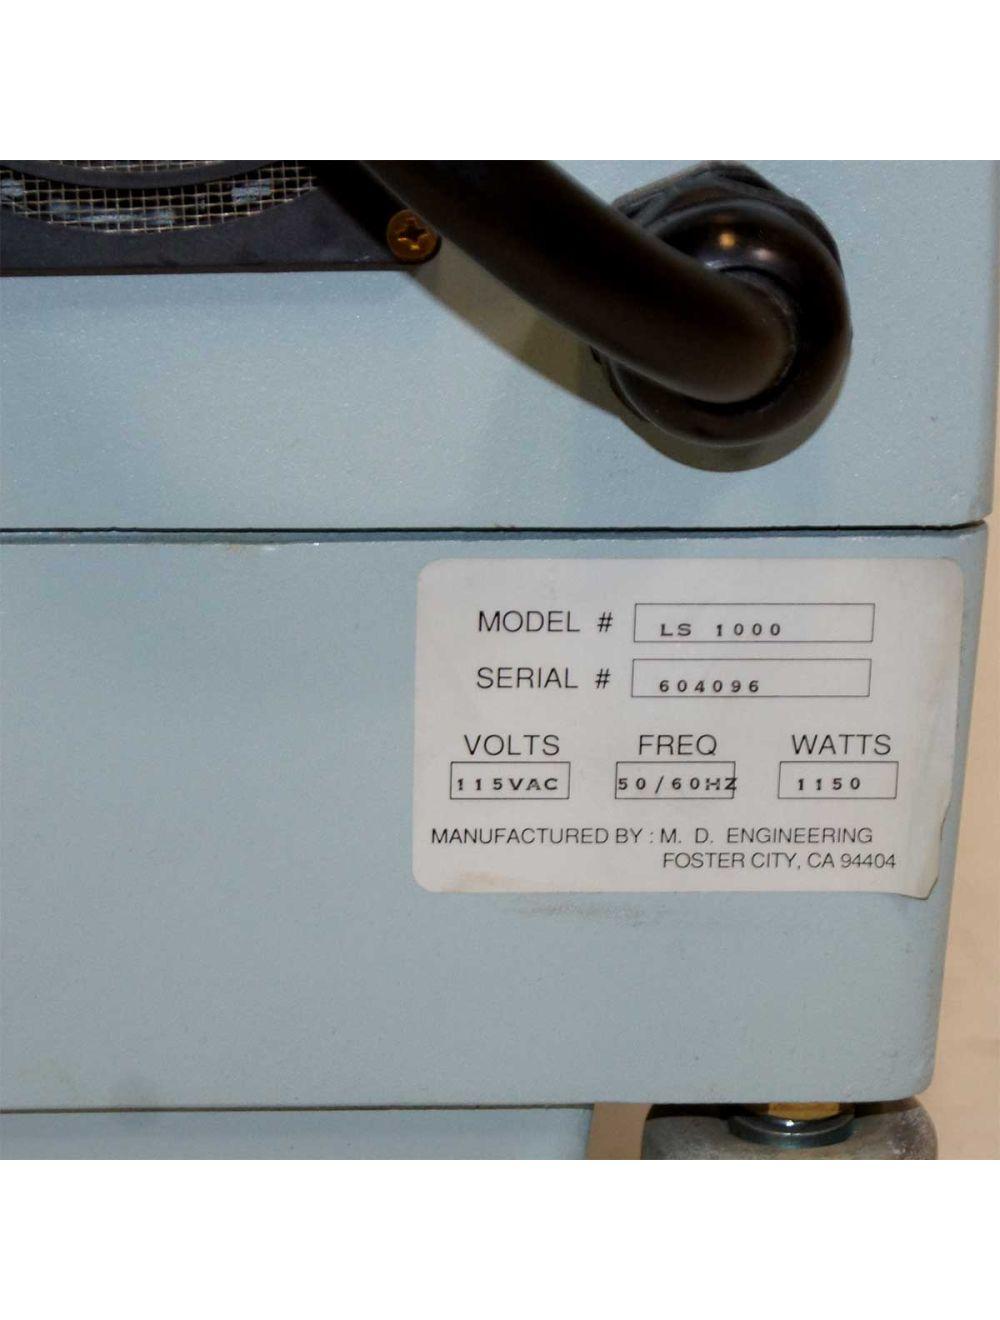 MODEL # LS 1000
SERIAL # 604096
VOLTS FREQ WATTS
115VAC 50/60HZ 1150
MANUFACTURED BY : M. D. ENGINEERING
FOSTER CITY, CA 94404